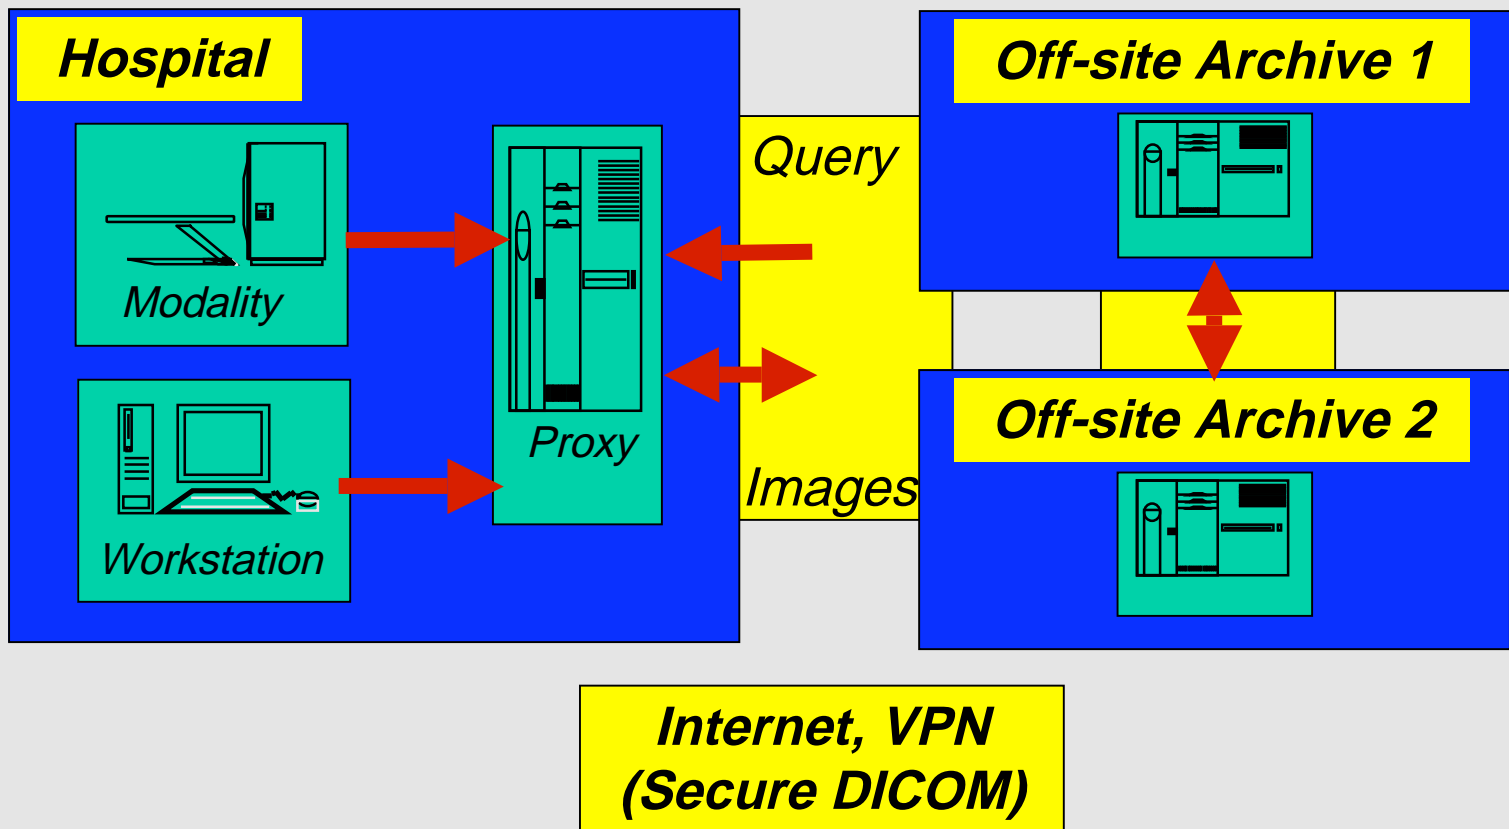 Hospital
Modality
Workstation
Proxy
Query
Images
Off-site Archive 1
Off-site Archive 2
Internet, VPN
(Secure DICOM)